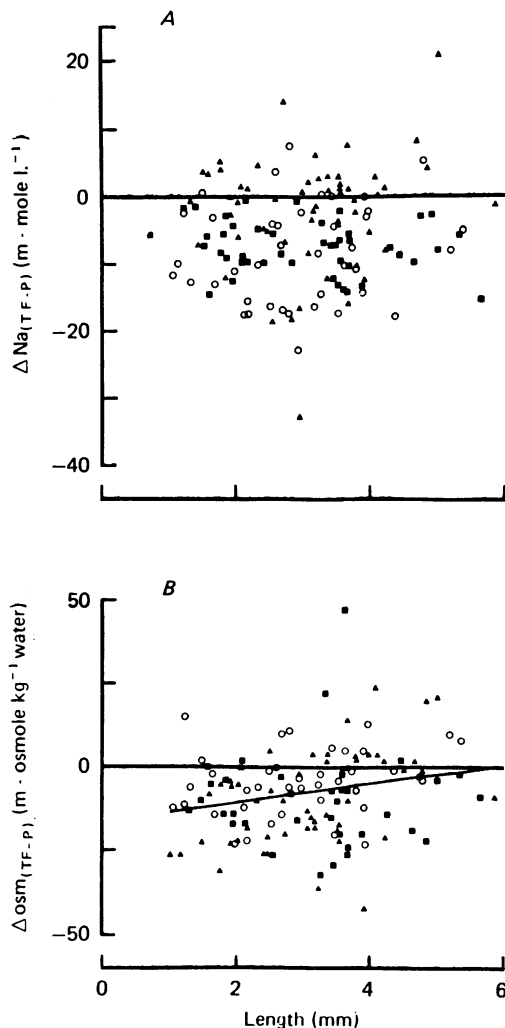 A
ΔNa(TF-P) (m · mole l.⁻¹)
20
0
−20
−40
B
Δosm(TF-P) (m · osmole kg⁻¹ water)
50
0
−50
0 2 4 6
Length (mm)